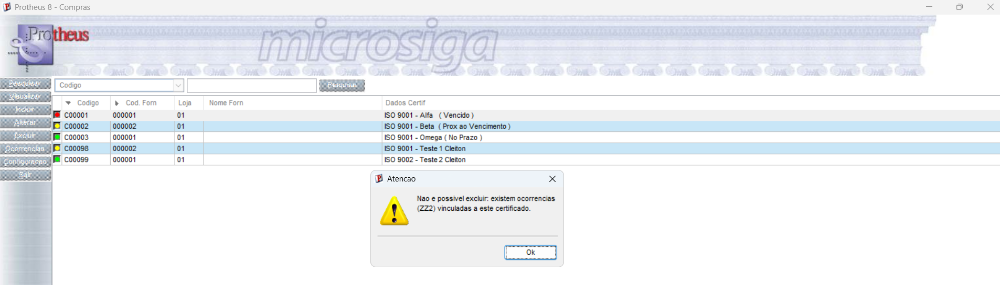 Protheus 8 - Compras
Protheus
microsiga
Pesquisar
Codigo
Pesquisar
Visualizar
Codigo Cod. Forn Loja Nome Forn Dados Certif
Incluir
C00001 000001 01 ISO 9001 - Alfa ( Vencido )
Alterar
C00002 000002 01 ISO 9001 - Beta ( Prox ao Vencimento )
Excluir
C00003 000001 01 ISO 9001 - Omega ( No Prazo )
Ocorrencias
C00098 000002 01 ISO 9001 - Teste 1 Cleiton
Configuracao
C00099 000001 01 ISO 9002 - Teste 2 Cleiton
Sair
Atencao
Nao e possivel excluir: existem ocorrencias
(ZZ2) vinculadas a este certificado.
Ok